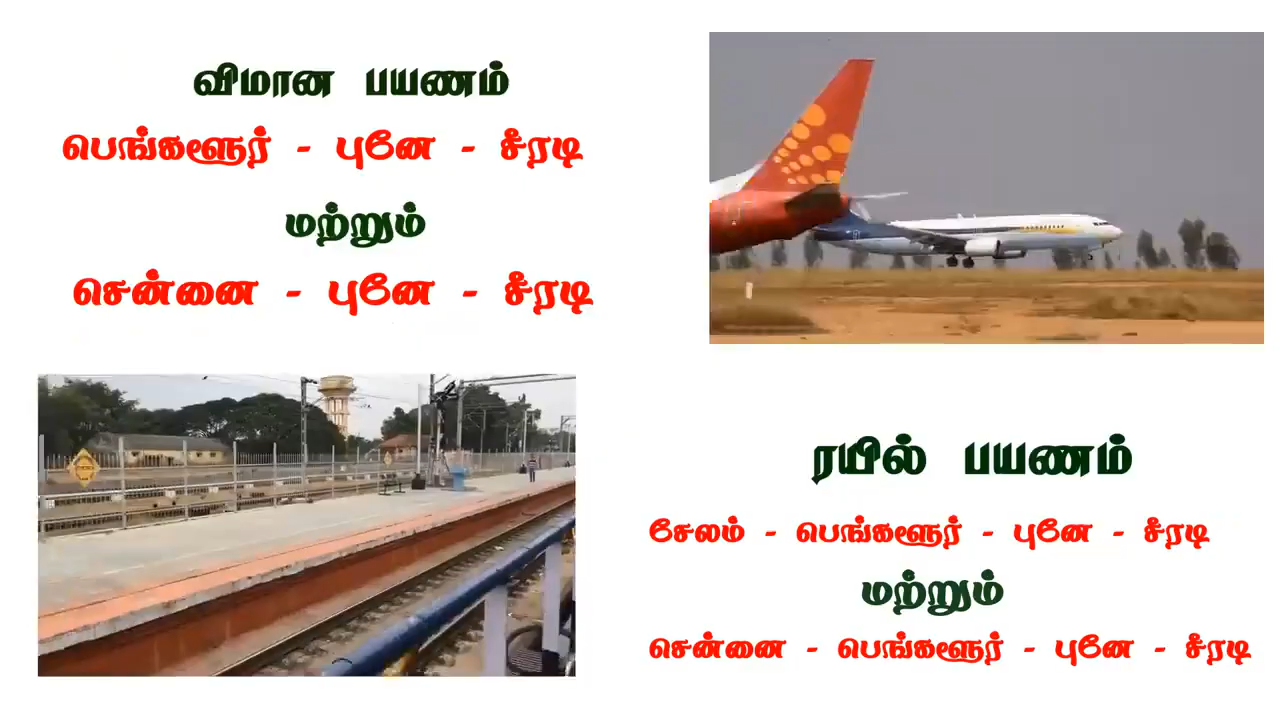 விமான பயணம்
பெங்களூர் - புனே - சீரடி
மற்றும்
சென்னை - புனே - சீரடி
ரயில் பயணம்
சேலம் - பெங்களூர் - புனே - சீரடி
மற்றும்
சென்னை - பெங்களூர் - புனே - சீரடி